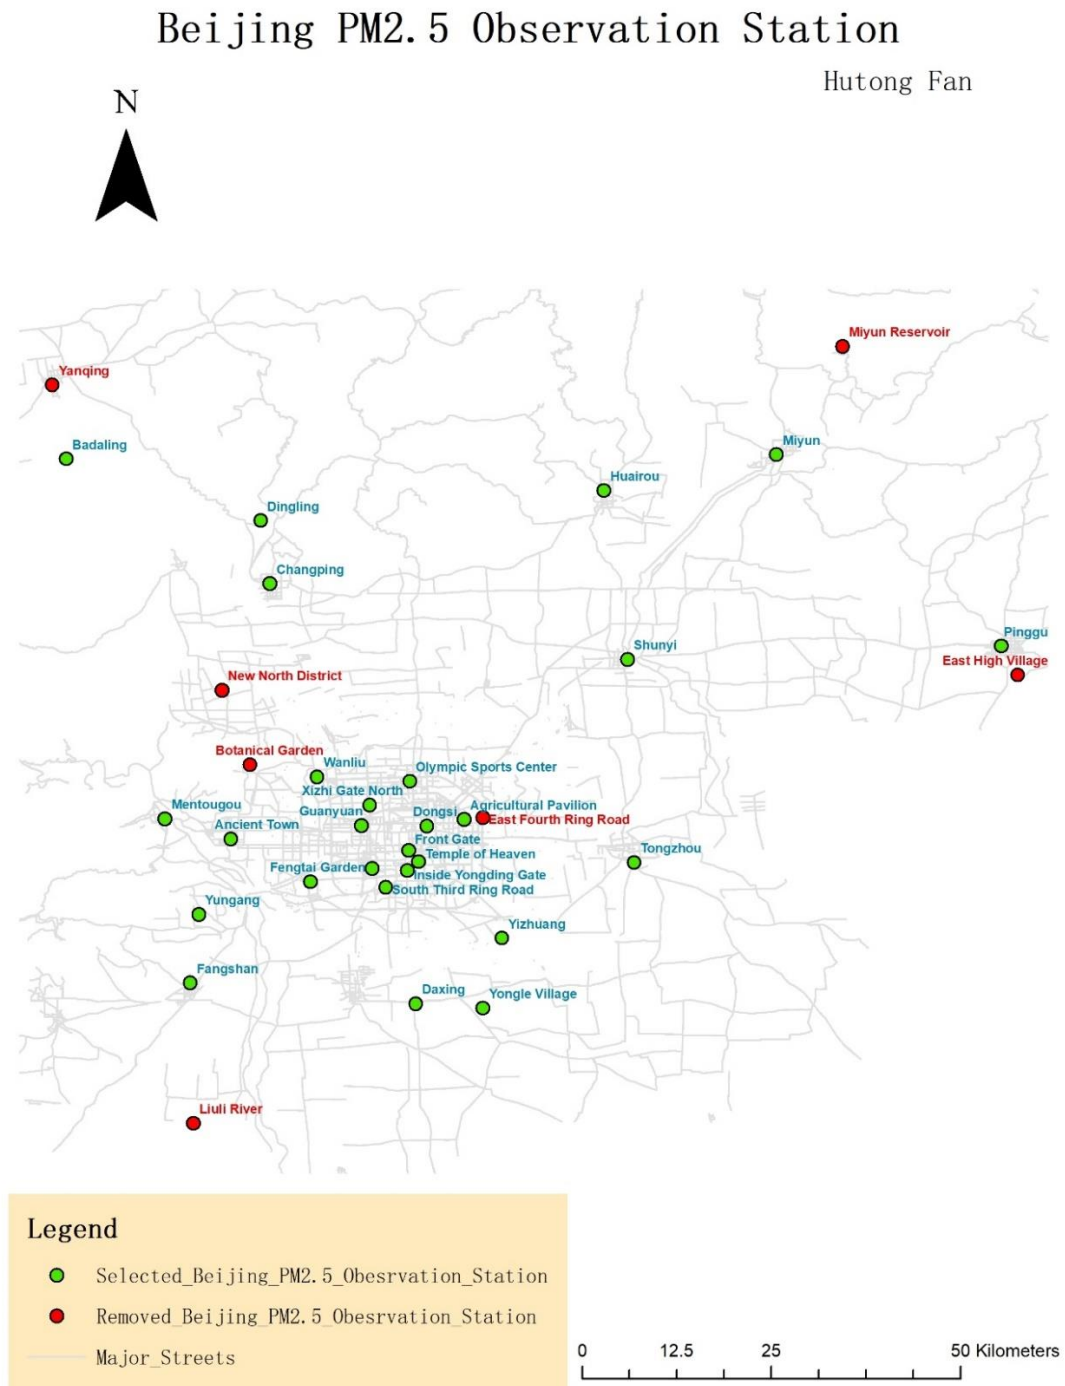 Beijing PM2.5 Observation Station
Hutong Fan
N
Miyun Reservoir
Yanqing
Badaling
Miyun
Huairou
Dingling
Changping
Pinggu
Shunyi
East High Village
New North District
Botanical Garden
Wanliu
Olympic Sports Center
Xizhi Gate North
Mentougou
Guanyuan
Dongsi
Agricultural Pavilion
East Fourth Ring Road
Ancient Town
Front Gate
Temple of Heaven
Tongzhou
Fengtai Garden
Inside Yongding Gate
South Third Ring Road
Yungang
Yizhuang
Fangshan
Daxing
Yongle Village
Liuli River
Legend
Selected_Beijing_PM2.5_Obesrvation_Station
Removed_Beijing_PM2.5_Obesrvation_Station
Major_Streets
0 12.5 25 50 Kilometers